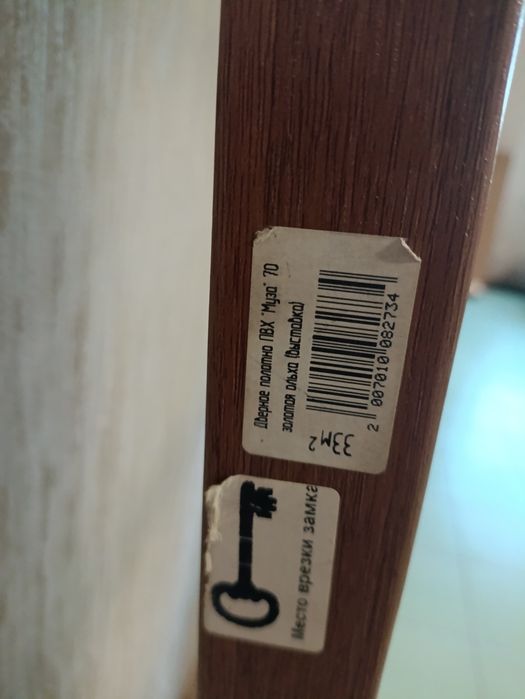 Дверное полотно ПВХ "Муза" 70
золотая ольха (выставка)
2 007010 082734
33м2
Место врезки замка